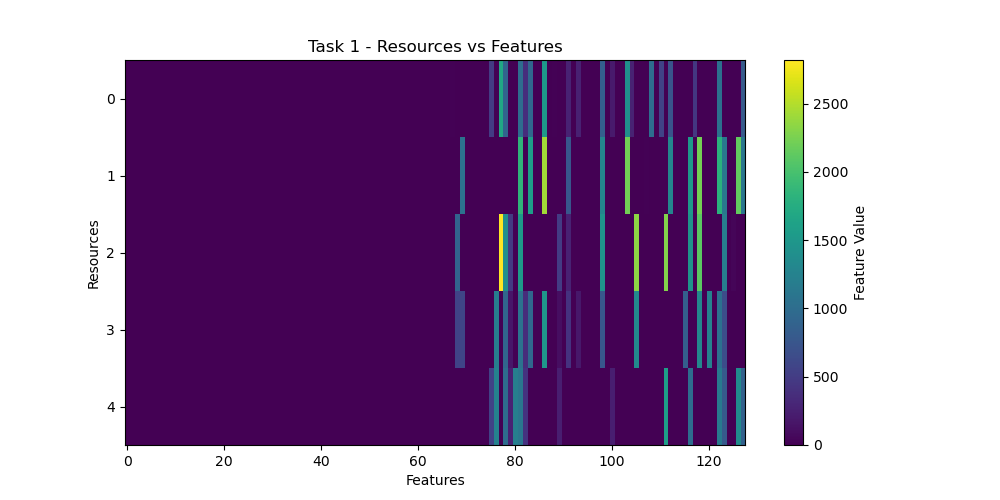 Task 1 - Resources vs Features
Resources
0
1
2
3
4
0 20 40 60 80 100 120
Features
2500
2000
1500
1000
500
0
Feature Value